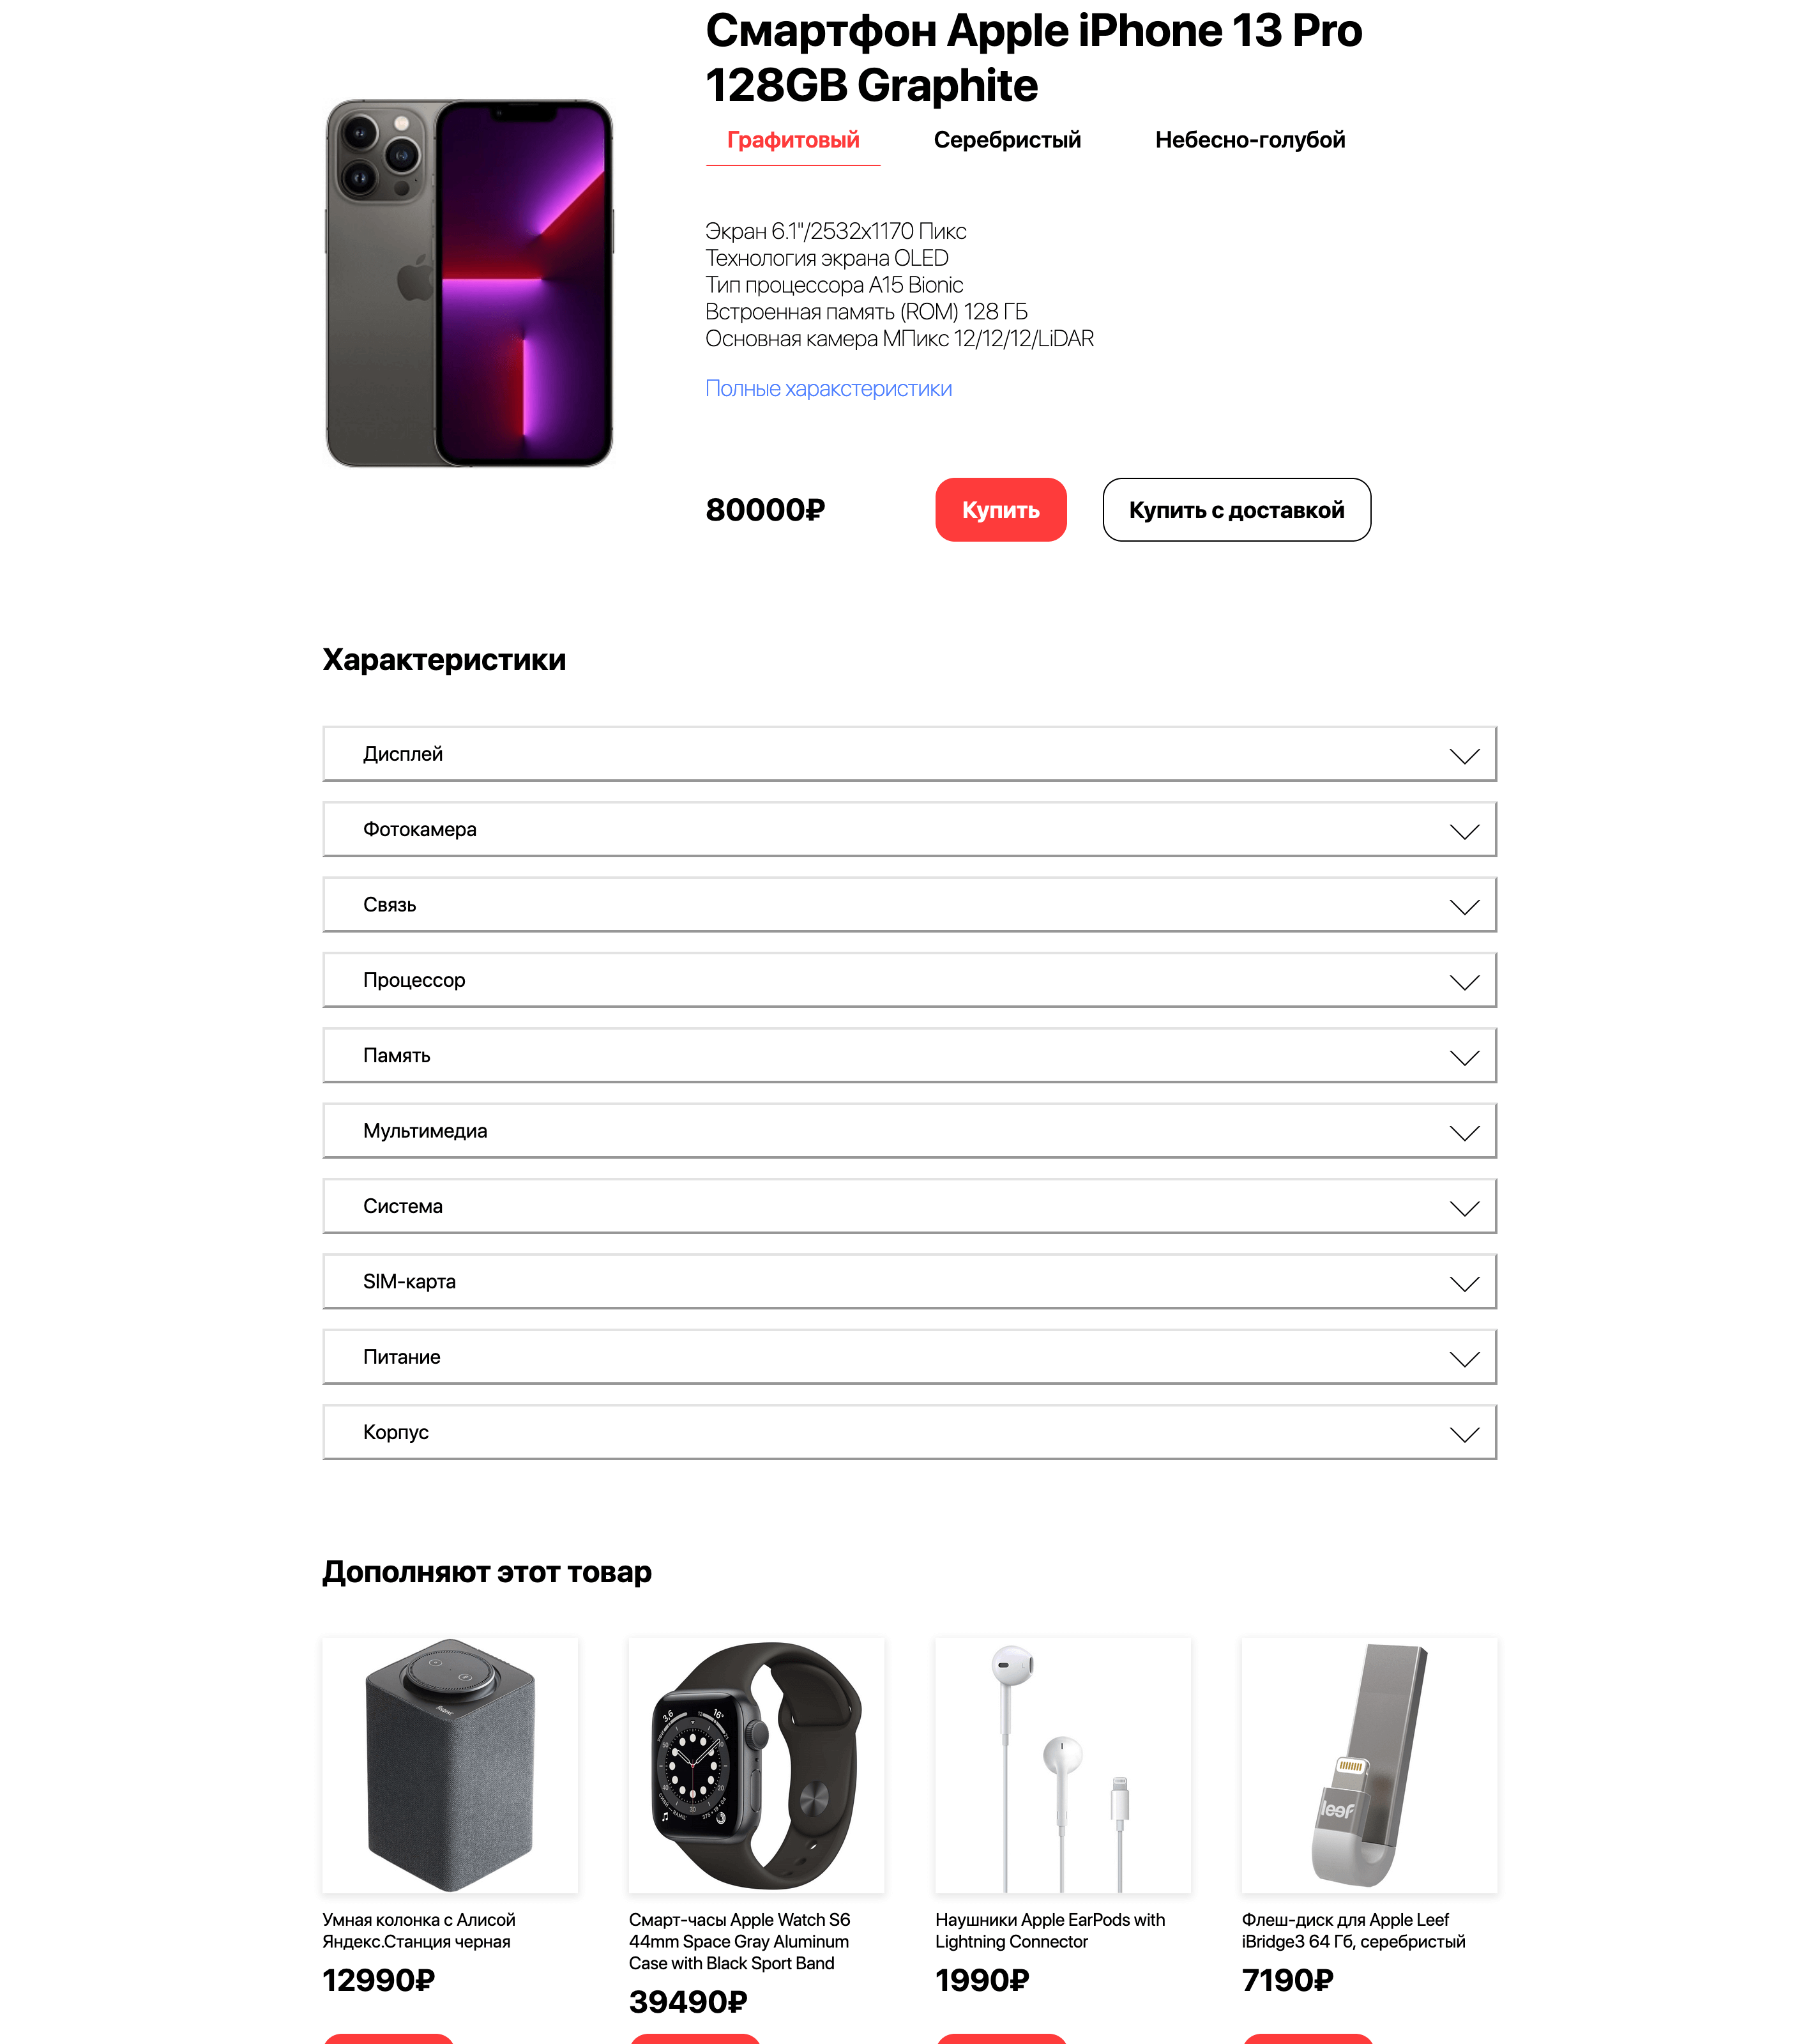 Смартфон Apple iPhone 13 Pro
128GB Graphite
Графитовый
Серебристый
Небесно-голубой
Экран 6.1"/2532x1170 Пикс
Технология экрана OLED
Тип процессора A15 Bionic
Встроенная память (ROM) 128 ГБ
Основная камера МПикс 12/12/12/LiDAR
Полные харакстеристики
80000₽
Купить
Купить с доставкой
Характеристики
Дисплей
Фотокамера
Связь
Процессор
Память
Мультимедиа
Система
SIM-карта
Питание
Корпус
Дополняют этот товар
leef
Умная колонка с Алисой
Яндекс.Станция черная
12990₽
Смарт-часы Apple Watch S6
44mm Space Gray Aluminum
Case with Black Sport Band
39490₽
Наушники Apple EarPods with
Lightning Connector
1990₽
Флеш-диск для Apple Leef
iBridge3 64 Гб, серебристый
7190₽